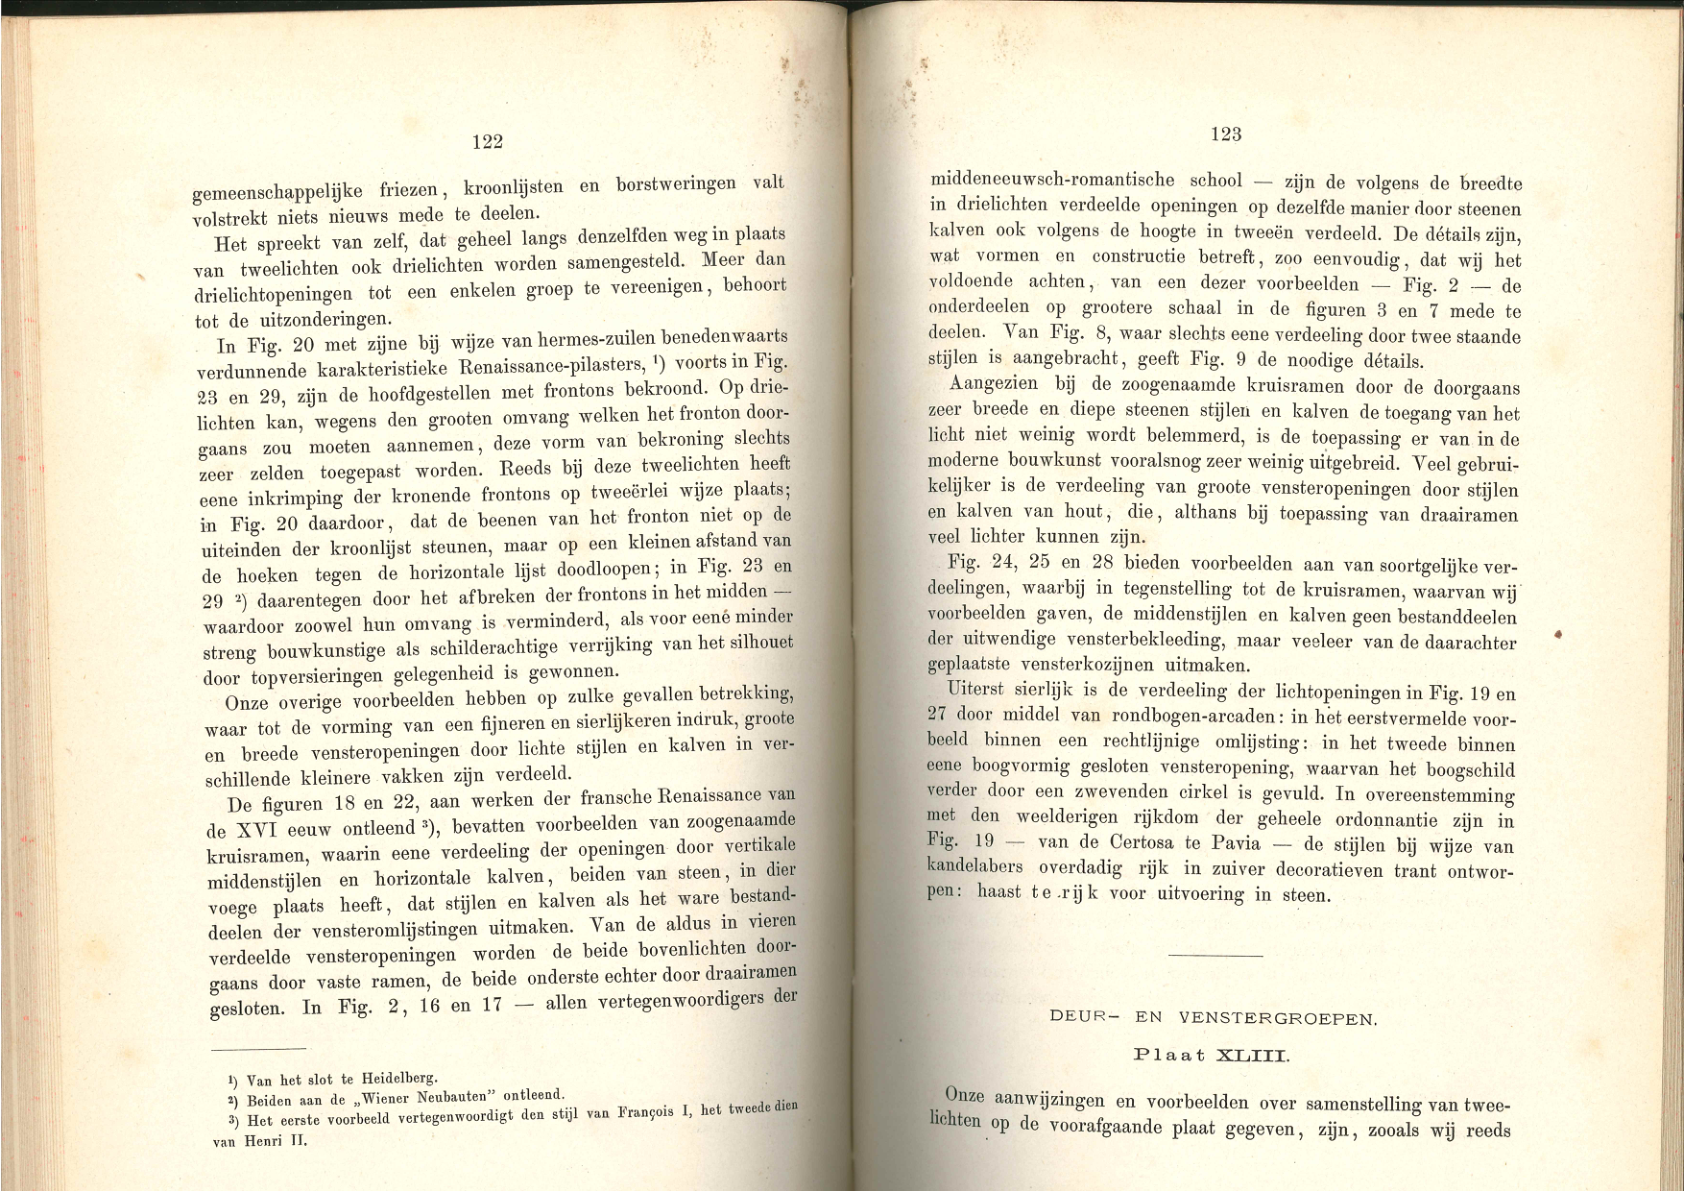 122
gemeenschappelijke friezen, kroonlijsten en borstweringen valt
volstrekt niets nieuws mede te deelen.
Het spreekt van zelf, dat geheel langs denzelfden weg in plaats
van tweelichten ook drielichten worden samengesteld. Meer dan
drielichtopeningen tot een enkelen groep te vereenigen, behoort
tot de uitzonderingen.
In Fig. 20 met zijne bij wijze van hermes-zuilen benedenwaarts
verdunnende karakteristieke Renaissance-pilasters, ¹) voorts in Fig.
23 en 29, zijn de hoofdgestellen met frontons bekroond. Op drie-
lichten kan, wegens den grooten omvang welken het fronton door-
gaans zou moeten aannemen, deze vorm van bekroning slechts
zeer zelden toegepast worden. Reeds bij deze tweelichten heeft
eene inkrimping der kronende frontons op tweeërlei wijze plaats;
in Fig. 20 daardoor, dat de beenen van het fronton niet op de
uiteinden der kroonlijst steunen, maar op een kleinen afstand van
de hoeken tegen de horizontale lijst doodloopen; in Fig. 23 en
29 ²) daarentegen door het afbreken der frontons in het midden —
waardoor zoowel hun omvang is verminderd, als voor eene minder
streng bouwkunstige als schilderachtige verrijking van het silhouet
door topversieringen gelegenheid is gewonnen.
Onze overige voorbeelden hebben op zulke gevallen betrekking,
waar tot de vorming van een fijneren en sierlijkeren indruk, groote
en breede vensteropeningen door lichte stijlen en kalven in ver-
schillende kleinere vakken zijn verdeeld.
De figuren 18 en 22, aan werken der fransche Renaissance van
de XVI eeuw ontleend ³), bevatten voorbeelden van zoogenaamde
kruisramen, waarin eene verdeeling der openingen door vertikale
middenstijlen en horizontale kalven, beiden van steen, in dier
voege plaats heeft, dat stijlen en kalven als het ware bestand-
deelen der vensteromlijstingen uitmaken. Van de aldus in vieren
verdeelde vensteropeningen worden de beide bovenlichten door-
gaans door vaste ramen, de beide onderste echter door draairamen
gesloten. In Fig. 2, 16 en 17 — allen vertegenwoordigers der
¹) Van het slot te Heidelberg.
²) Beiden aan de „Wiener Neubauten” ontleend.
³) Het eerste voorbeeld vertegenwoordigt den stijl van François I, het tweede dien
van Henri II.
123
middeneeuwsch-romantische school — zijn de volgens de breedte
in drielichten verdeelde openingen op dezelfde manier door steenen
kalven ook volgens de hoogte in tweeën verdeeld. De détails zijn,
wat vormen en constructie betreft, zoo eenvoudig, dat wij het
voldoende achten, van een dezer voorbeelden — Fig. 2 — de
onderdeelen op grootere schaal in de figuren 3 en 7 mede te
deelen. Van Fig. 8, waar slechts eene verdeeling door twee staande
stijlen is aangebracht, geeft Fig. 9 de noodige détails.
Aangezien bij de zoogenaamde kruisramen door de doorgaans
zeer breede en diepe steenen stijlen en kalven de toegang van het
licht niet weinig wordt belemmerd, is de toepassing er van in de
moderne bouwkunst vooralsnog zeer weinig uitgebreid. Veel gebrui-
kelijker is de verdeeling van groote vensteropeningen door stijlen
en kalven van hout, die, althans bij toepassing van draairamen
veel lichter kunnen zijn.
Fig. 24, 25 en 28 bieden voorbeelden aan van soortgelijke ver-
deelingen, waarbij in tegenstelling tot de kruisramen, waarvan wij
voorbeelden gaven, de middenstijlen en kalven geen bestanddeelen
der uitwendige vensterbekleeding, maar veeleer van de daarachter
geplaatste vensterkozijnen uitmaken.
Uiterst sierlijk is de verdeeling der lichtopeningen in Fig. 19 en
27 door middel van rondbogen-arcaden: in het eerstvermelde voor-
beeld binnen een rechtlijnige omlijsting: in het tweede binnen
eene boogvormig gesloten vensteropening, waarvan het boogschild
verder door een zwevenden cirkel is gevuld. In overeenstemming
met den weelderigen rijkdom der geheele ordonnantie zijn in
Fig. 19 — van de Certosa te Pavia — de stijlen bij wijze van
kandelabers overdadig rijk in zuiver decoratieven trant ontwor-
pen: haast te rijk voor uitvoering in steen.
DEUR- EN VENSTERGROEPEN.
Plaat XLIII.
Onze aanwijzingen en voorbeelden over samenstelling van twee-
lichten op de voorafgaande plaat gegeven, zijn, zooals wij reeds